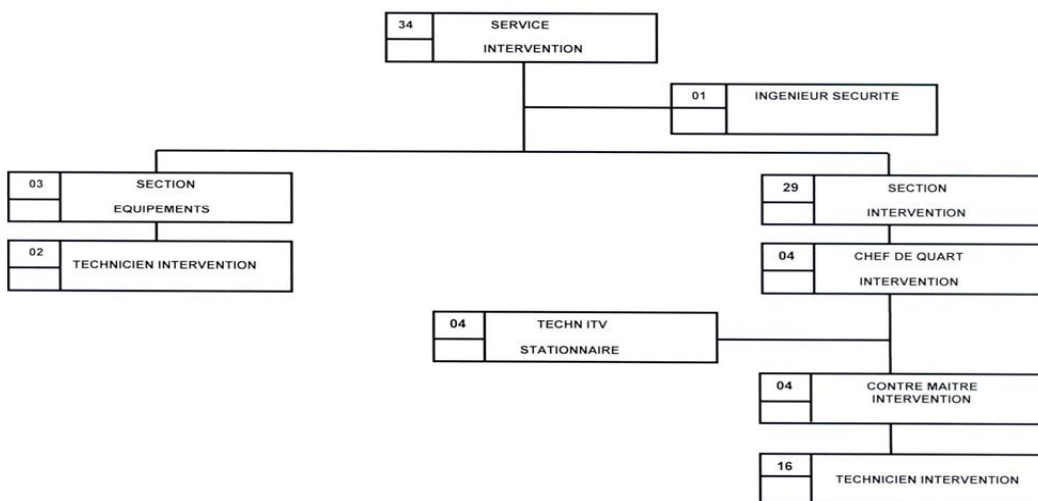 34
SERVICE
INTERVENTION
01
INGENIEUR SECURITE
03
SECTION
EQUIPEMENTS
29
SECTION
INTERVENTION
02
TECHNICIEN INTERVENTION
04
CHEF DE QUART
INTERVENTION
04
TECHN ITV
STATIONNAIRE
04
CONTRE MAITRE
INTERVENTION
16
TECHNICIEN INTERVENTION